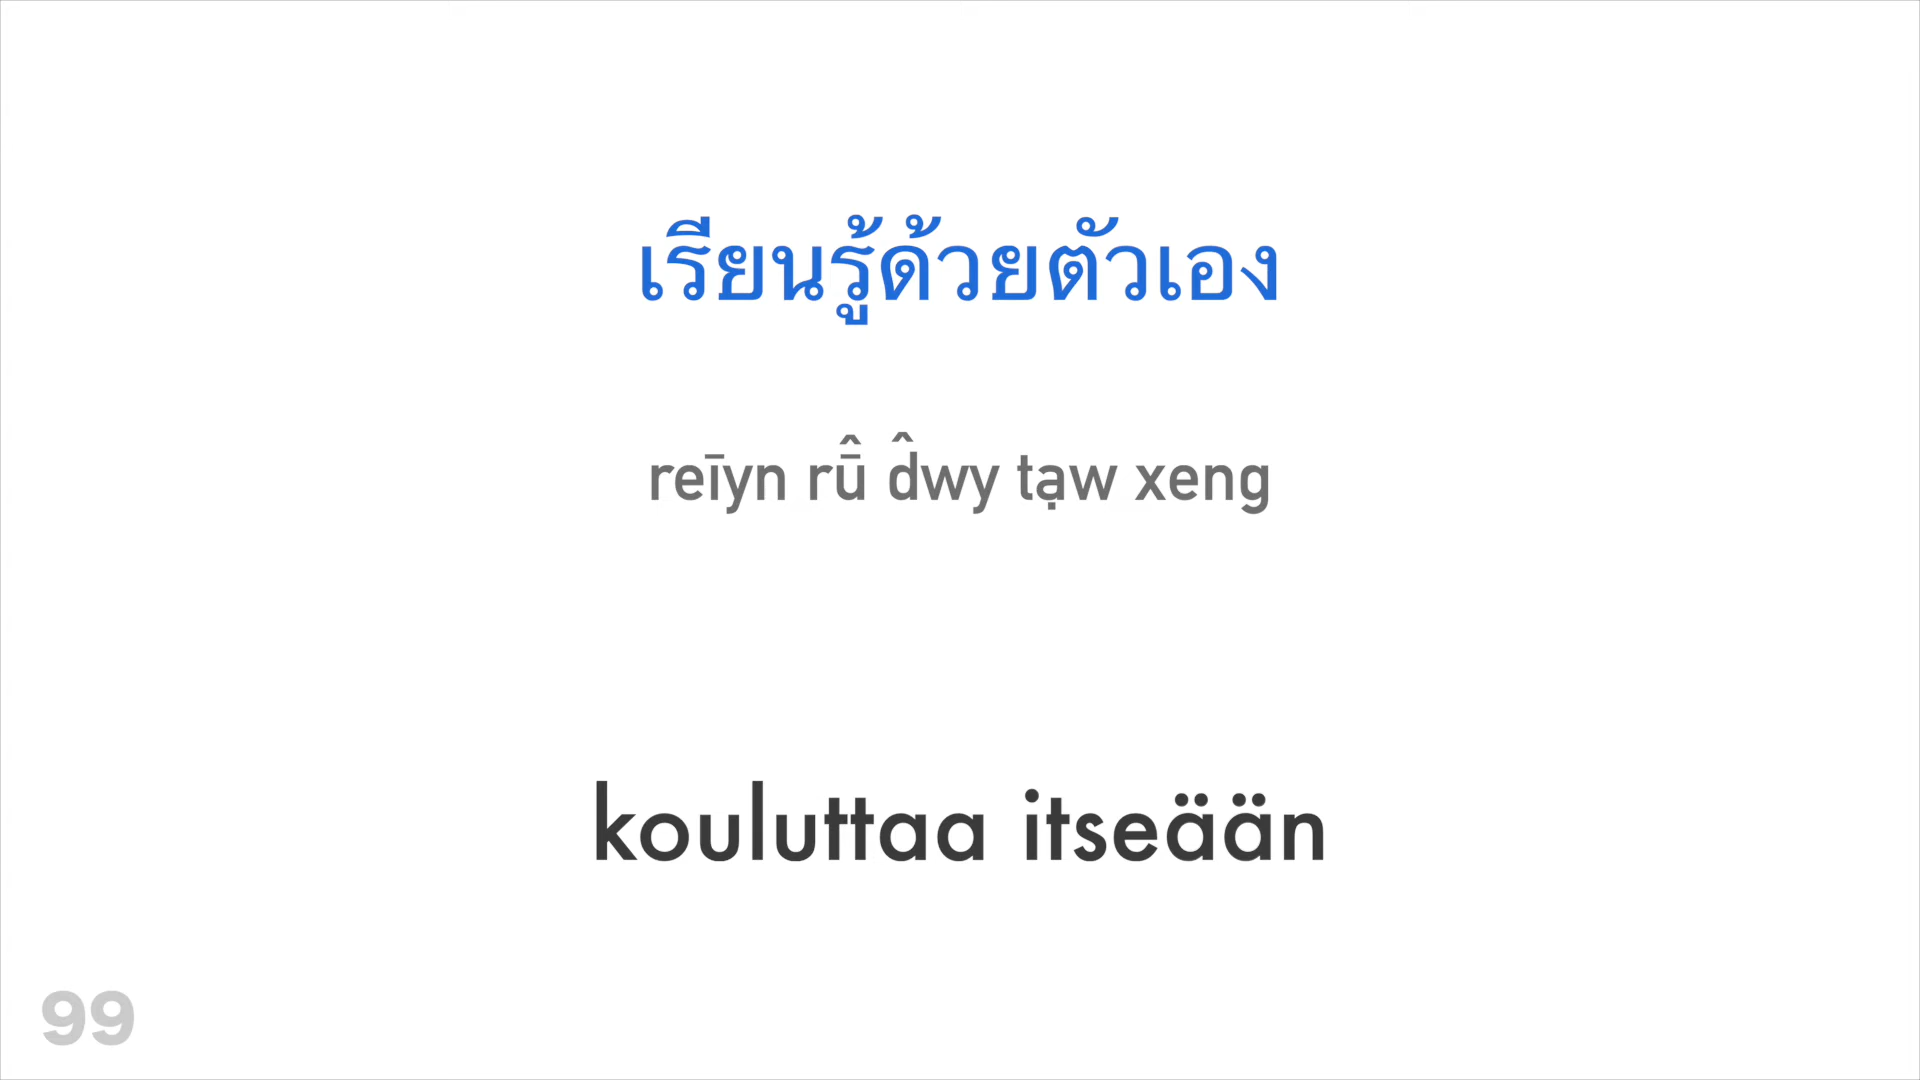 เรียนรู้ด้วยตัวเอง
reīyn rū̂ d̂wy tạw xeng
kouluttaa itseään
99